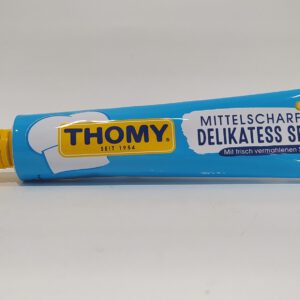 THOMY®
SEIT 1954
MITTELSCHARF
DELIKATESS
Mit frisch vermahlenen